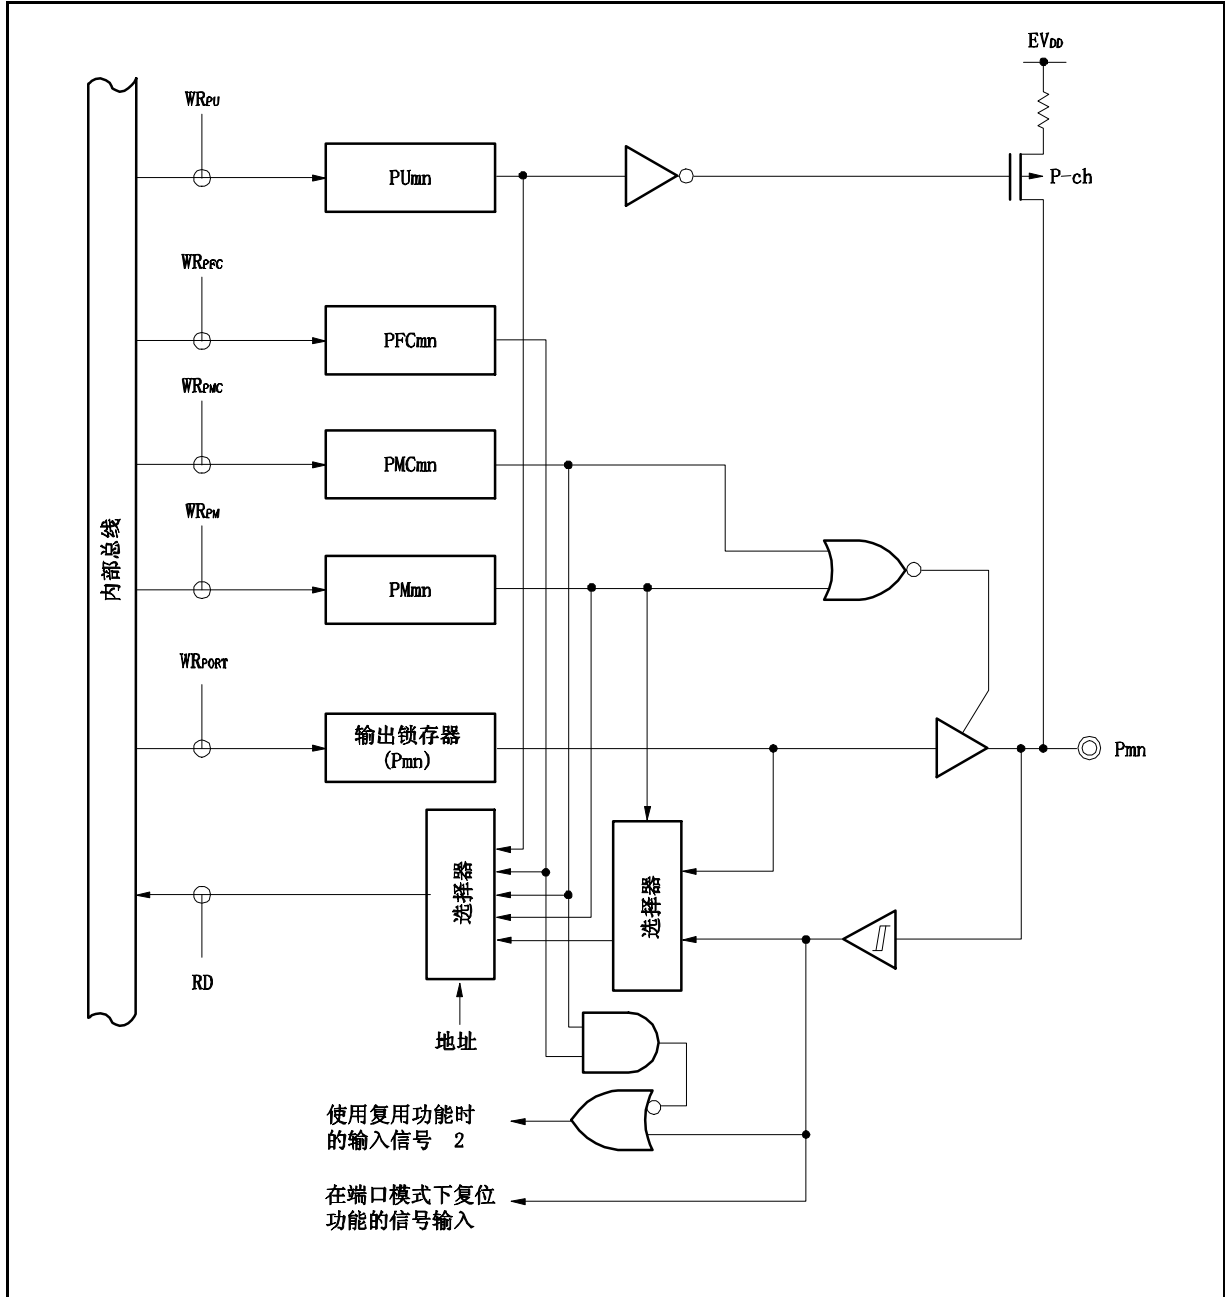 EVDD
WRPU
PUmn
P-ch
WRPFC
PFCmn
WRPMC
PMCmn
WRPM
PMmn
内部总线
WRPORT
输出锁存器
(Pmn)
Pmn
选择器
选择器
RD
地址
使用复用功能时
的输入信号 2
在端口模式下复位
功能的信号输入